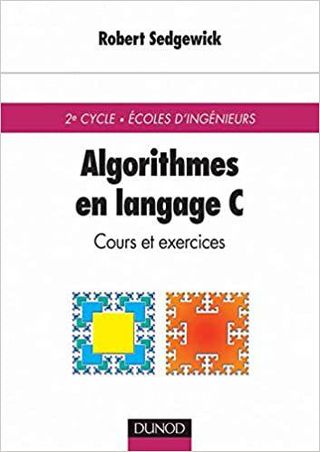 Robert Sedgewick
2e CYCLE • ÉCOLES D'INGÉNIEURS
Algorithmes
en langage C
Cours et exercices
DUNOD